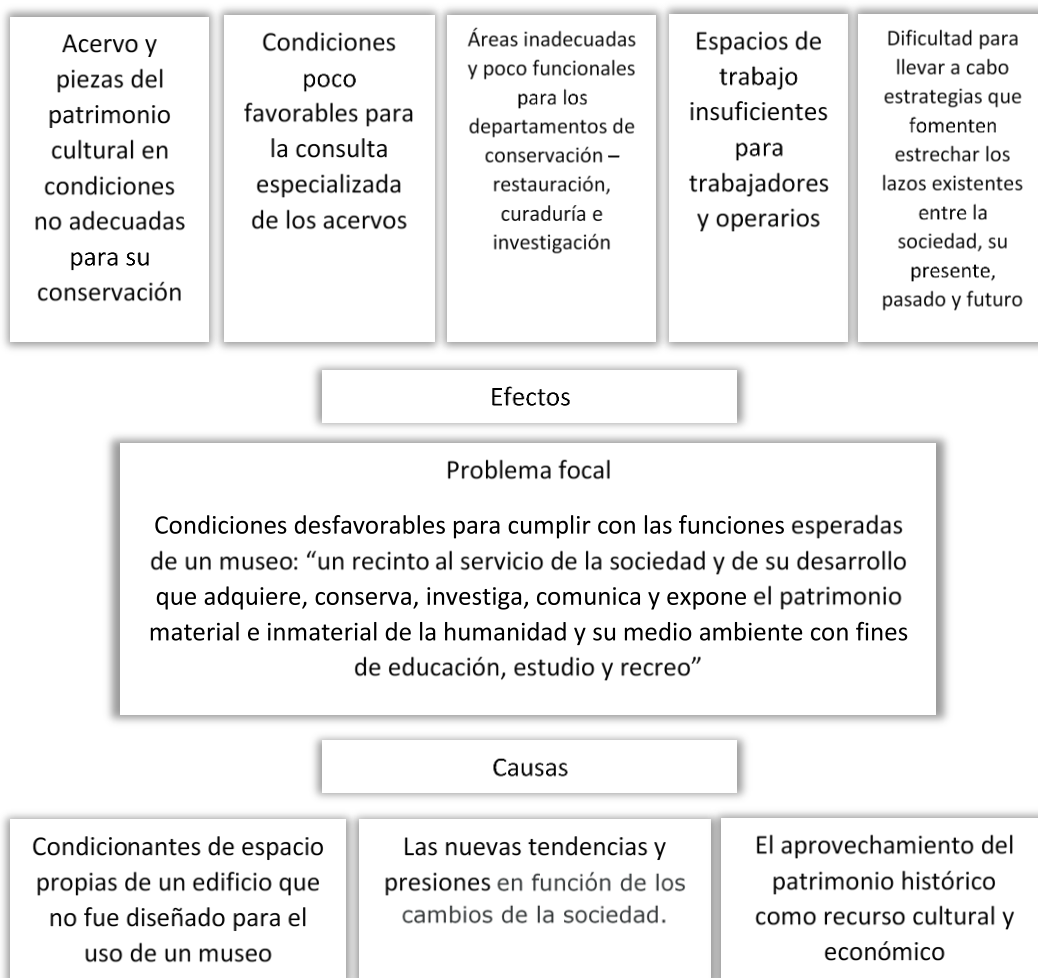 Acervo y
piezas del
patrimonio
cultural en
condiciones
no adecuadas
para su
conservación
Condiciones
poco
favorables para
la consulta
especializada
de los acervos
Áreas inadecuadas
y poco funcionales
para los
departamentos de
conservación –
restauración,
curaduría e
investigación
Espacios de
trabajo
insuficientes
para
trabajadores
y operarios
Dificultad para
llevar a cabo
estrategias que
fomenten
estrechar los
lazos existentes
entre la
sociedad, su
presente,
pasado y futuro
Efectos
Problema focal
Condiciones desfavorables para cumplir con las funciones esperadas
de un museo: “un recinto al servicio de la sociedad y de su desarrollo
que adquiere, conserva, investiga, comunica y expone el patrimonio
material e inmaterial de la humanidad y su medio ambiente con fines
de educación, estudio y recreo”
Causas
Condicionantes de espacio
propias de un edificio que
no fue diseñado para el
uso de un museo
Las nuevas tendencias y
presiones en función de los
cambios de la sociedad.
El aprovechamiento del
patrimonio histórico
como recurso cultural y
económico